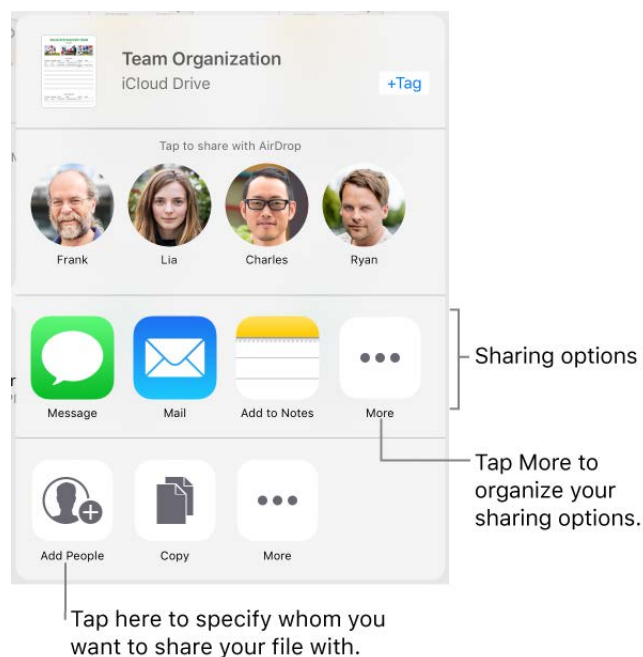 Team Organization
iCloud Drive
+Tag
Tap to share with AirDrop
Frank Lia Charles Ryan
Sharing options
Message Mail Add to Notes More
Tap More to
organize your
sharing options.
Add People Copy More
Tap here to specify whom you
want to share your file with.